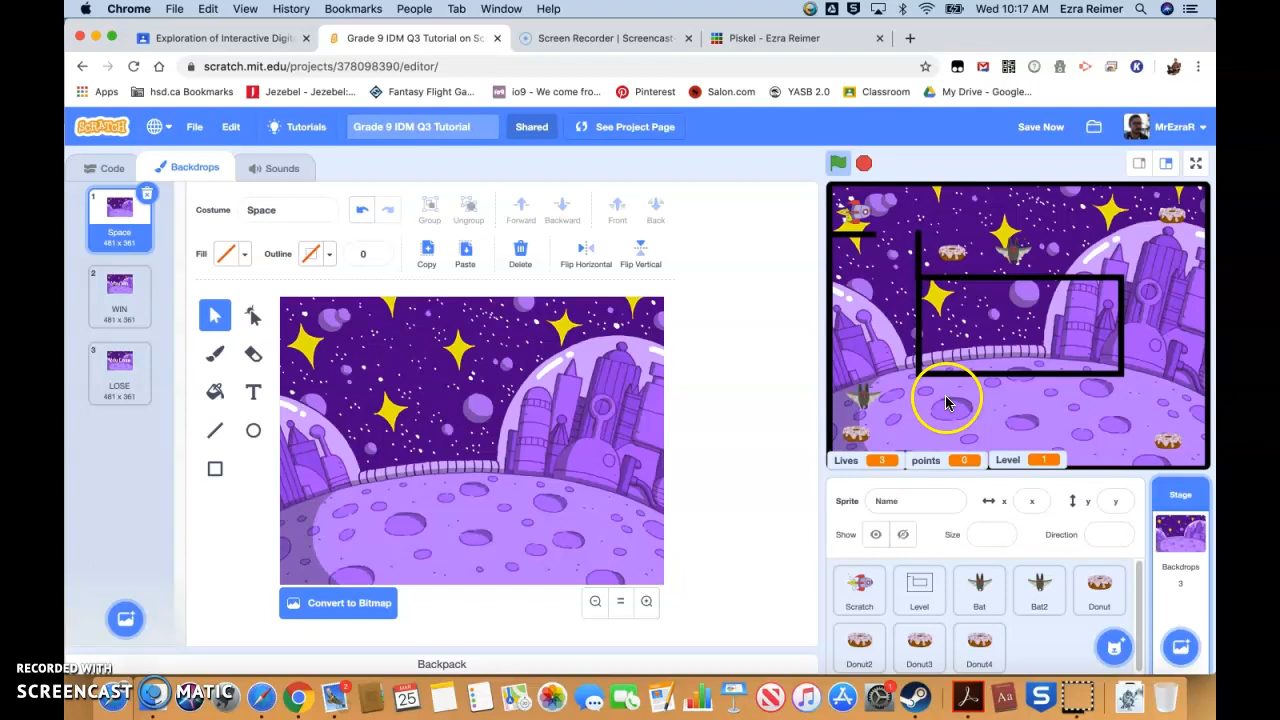 Chrome File Edit View History Bookmarks People Tab Window Help Wed 10:17 AM Ezra Reimer
Exploration of Interactive Digit Grade 9 IDM Q3 Tutorial on Sc Screen Recorder | Screencast- Piskel - Ezra Reimer
scratch.mit.edu/projects/378098390/editor/
Apps hsd.ca Bookmarks Jezebel - Jezebel:... Fantasy Flight Ga... io9 - We come fro... Pinterest Salon.com YASB 2.0 Classroom My Drive - Google...
SCRATCH File Edit Tutorials Grade 9 IDM Q3 Tutorial Shared See Project Page Save Now MrEzraR
Code Backdrops Sounds
1
Space
481 x 361
2
WIN
481 x 361
3
LOSE
481 x 361
Costume Space Group Ungroup Forward Backward Front Back
Fill Outline 0 Copy Paste Delete Flip Horizontal Flip Vertical
T
Convert to Bitmap
Backpack
Lives 3 points 0 Level 1
Sprite Name x x y y
Show Size Direction
Stage
Backdrops
3
Scratch Level Bat Bat2 Donut
Donut2 Donut3 Donut4
RECORDED WITH
SCREENCAST MATIC
MAR
25
2
1
Aa
S